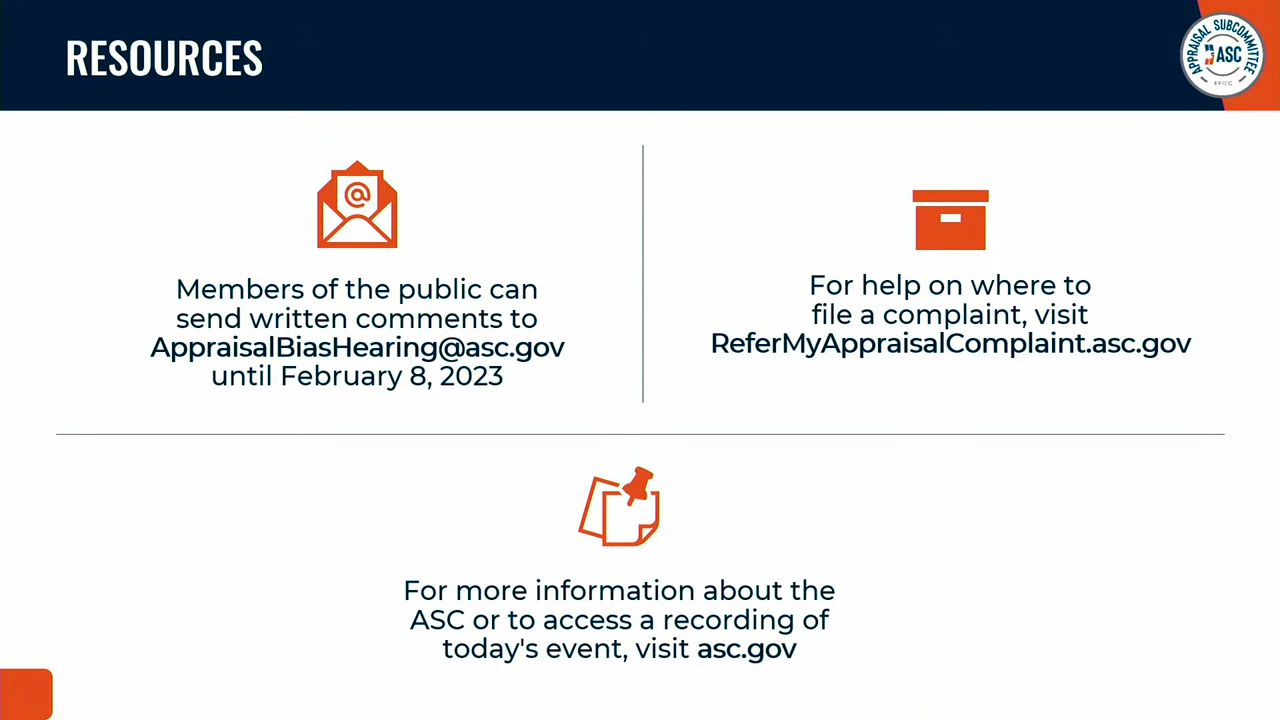 RESOURCES
APPRAISAL SUBCOMMITTEE
ASC
FFIEC
@
Members of the public can
send written comments to
AppraisalBiasHearing@asc.gov
until February 8, 2023
For help on where to
file a complaint, visit
ReferMyAppraisalComplaint.asc.gov
For more information about the
ASC or to access a recording of
today's event, visit asc.gov